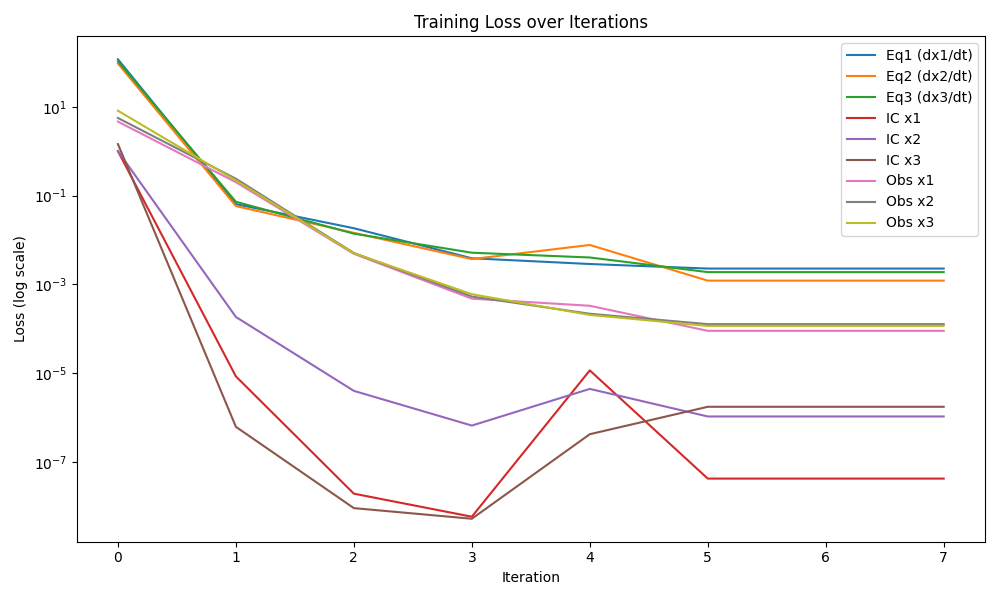 Training Loss over Iterations
Loss (log scale)
10^1
10^-1
10^-3
10^-5
10^-7
Eq1 (dx1/dt)
Eq2 (dx2/dt)
Eq3 (dx3/dt)
IC x1
IC x2
IC x3
Obs x1
Obs x2
Obs x3
0 1 2 3 4 5 6 7
Iteration